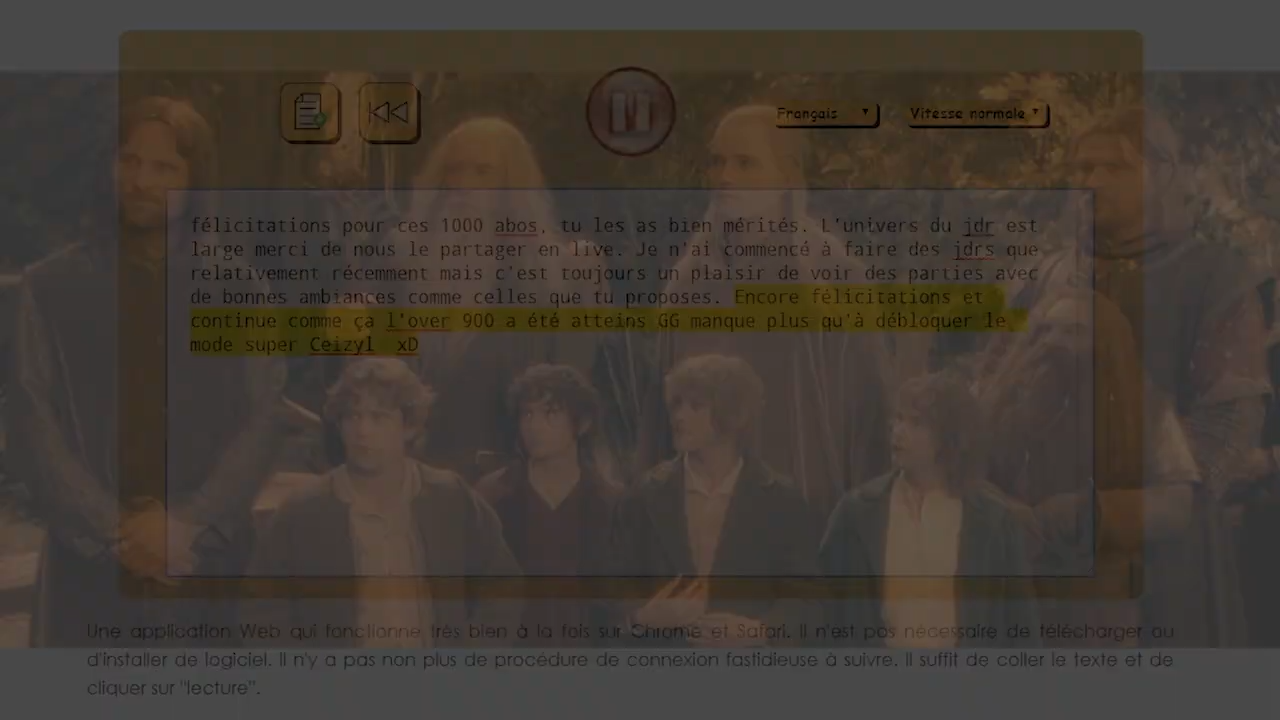 Français
Vitesse normale
félicitations pour ces 1000 abos, tu les as bien mérités. L'univers du jdr est
large merci de nous le partager en live. Je n'ai commencé à faire des jdrs que
relativement récemment mais c'est toujours un plaisir de voir des parties avec
de bonnes ambiances comme celles que tu proposes. Encore félicitations et
continue comme ça l'over 900 a été atteins GG manque plus qu'à débloquer le
mode super Ceizyl xD
Une application Web qui fonctionne très bien à la fois sur Chrome et Safari. Il n'est pas nécessaire de télécharger ou
d'installer de logiciel. Il n'y a pas non plus de procédure de connexion fastidieuse à suivre. Il suffit de coller le texte et de
cliquer sur "lecture".